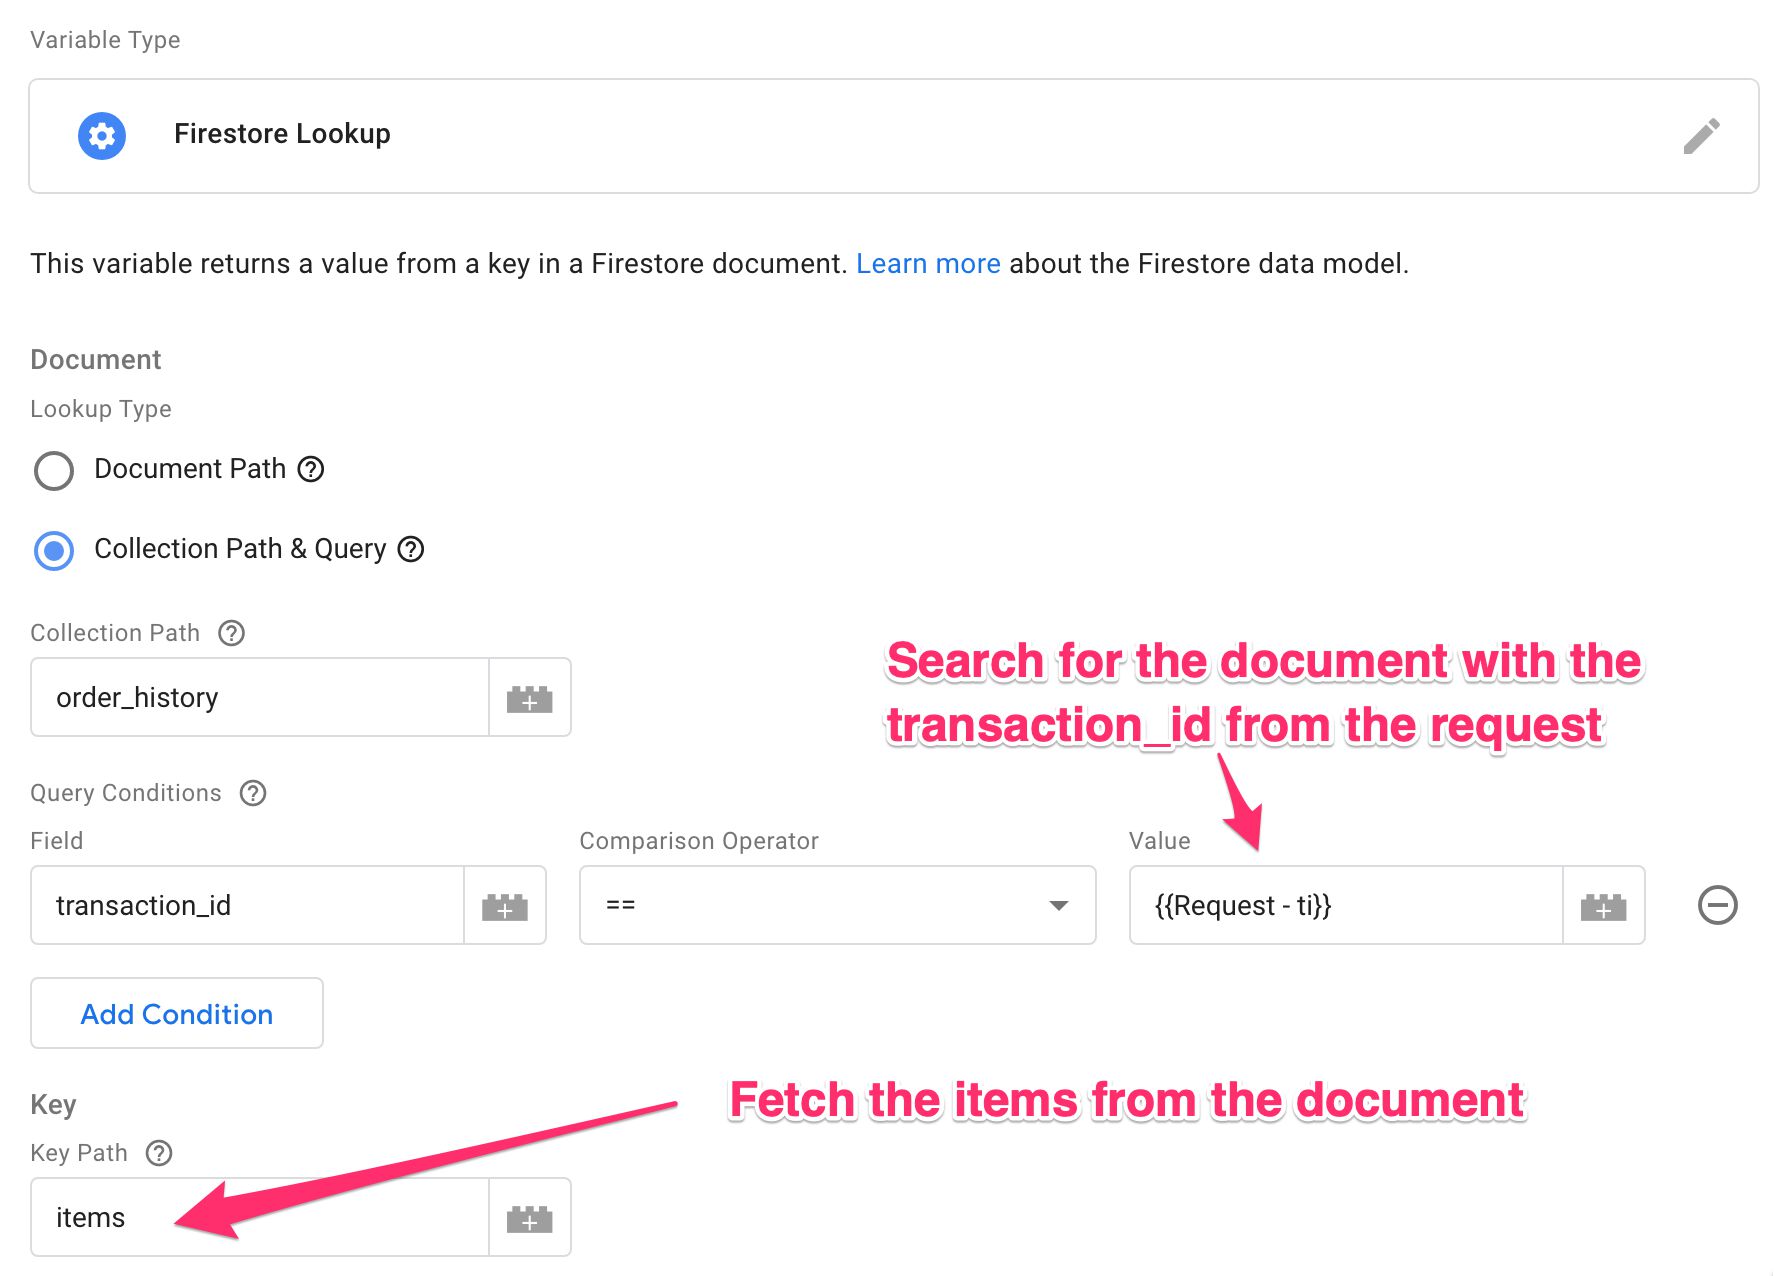 Variable Type
Firestore Lookup
This variable returns a value from a key in a Firestore document. Learn more about the Firestore data model.
Document
Lookup Type
Document Path
Collection Path & Query
Collection Path
order_history
Search for the document with the
transaction_id from the request
Query Conditions
Field Comparison Operator Value
transaction_id == {{Request - ti}}
Add Condition
Key
Fetch the items from the document
Key Path
items